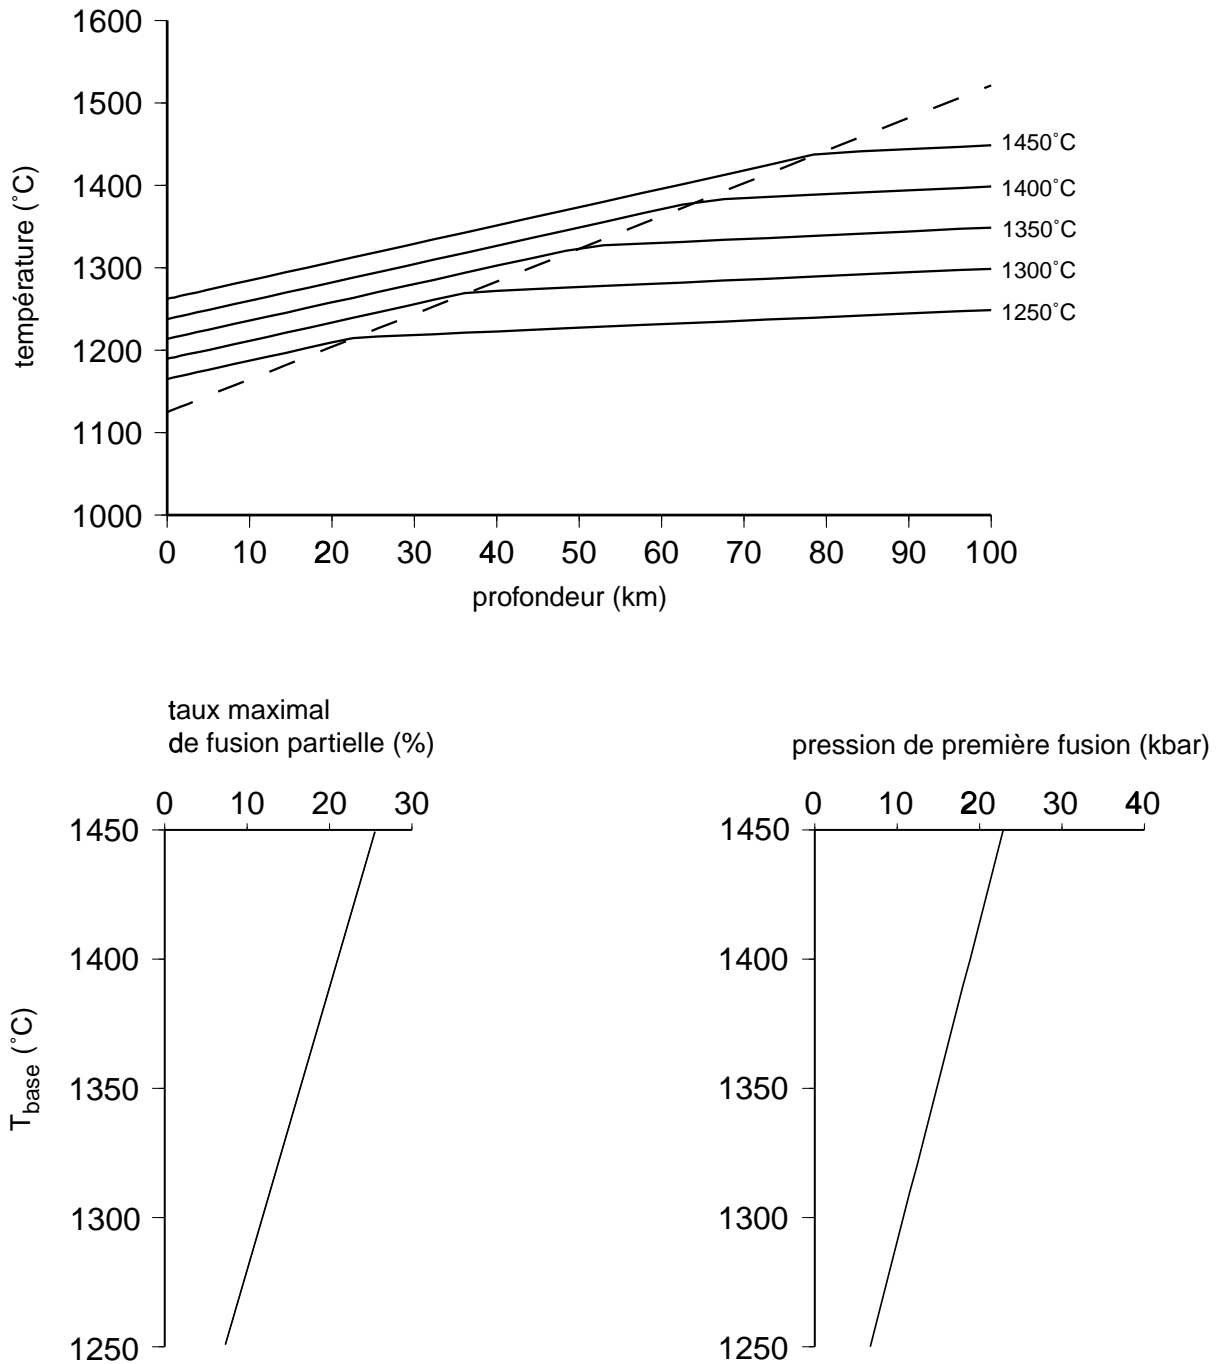 1600
1500
1400
1300
1200
1100
1000
température (˚C)
1450˚C
1400˚C
1350˚C
1300˚C
1250˚C
0 10 20 30 40 50 60 70 80 90 100
profondeur (km)
taux maximal
de fusion partielle (%)
0 10 20 30
1450
1400
1350
1300
1250
Tbase (˚C)
pression de première fusion (kbar)
0 10 20 30 40
1450
1400
1350
1300
1250